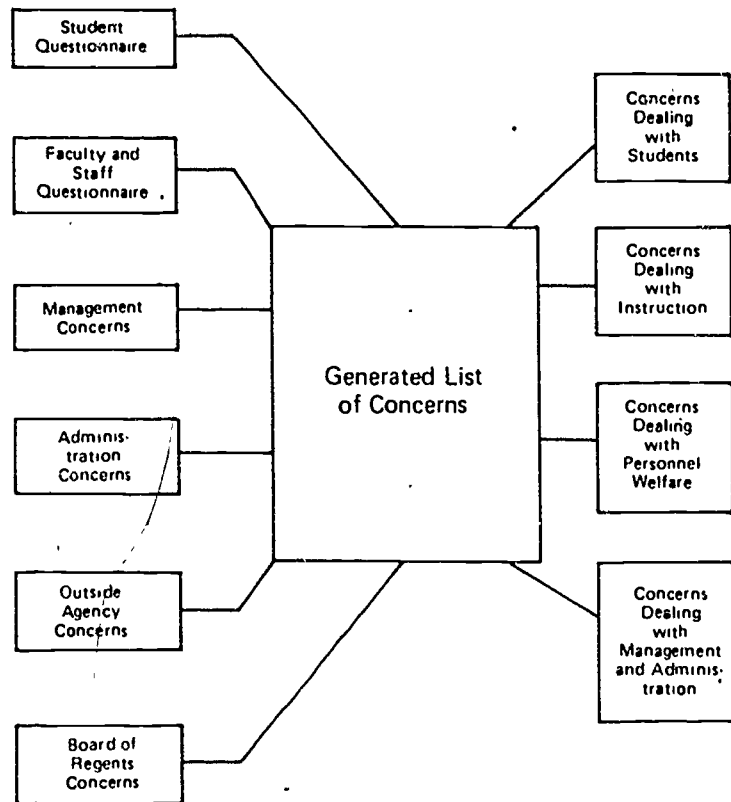 Student
Questionnaire
Faculty and
Staff
Questionnaire
Management
Concerns
Adminis-
tration
Concerns
Outside
Agency
Concerns
Board of
Regents
Concerns
Generated List
of Concerns
Concerns
Dealing
with
Students
Concerns
Dealing
with
Instruction
Concerns
Dealing
with
Personnel
Welfare
Concerns
Dealing
with
Management
and Adminis-
tration